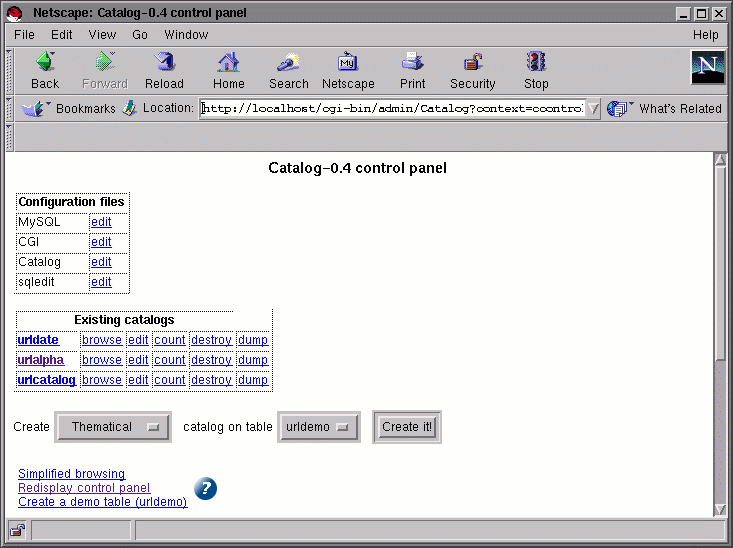 Netscape: Catalog-0.4 control panel
File Edit View Go Window Help
Back Forward Reload Home Search Netscape Print Security Stop
My
N
Bookmarks Location: http://localhost/cgi-bin/admin/Catalog?context=ccontrol What's Related
Catalog-0.4 control panel
Configuration files
MySQL edit
CGI edit
Catalog edit
sqledit edit
Existing catalogs
urldate browse edit count destroy dump
urlalpha browse edit count destroy dump
urlcatalog browse edit count destroy dump
Create Thematical catalog on table urldemo Create it!
Simplified browsing
Redisplay control panel
?
Create a demo table (urldemo)